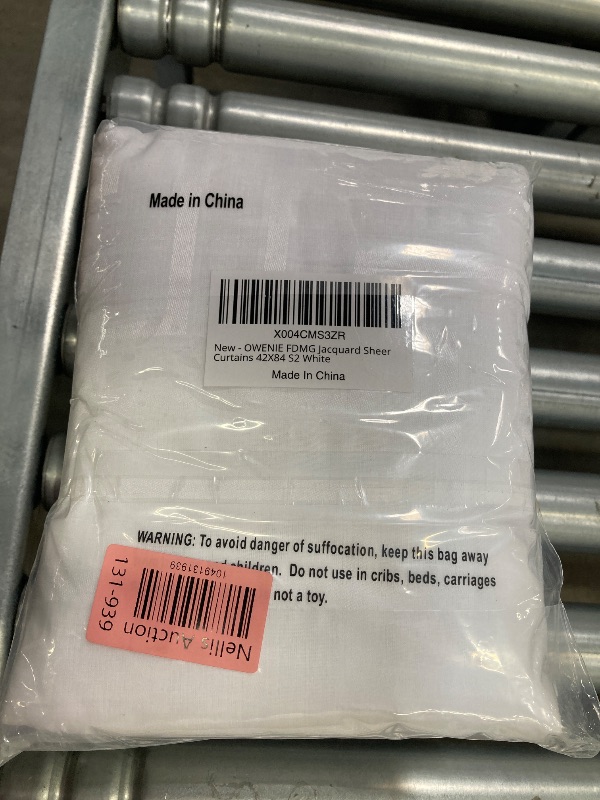 Made in China
X004CMS3ZR
New - OWENIE FDMG Jacquard Sheer
Curtains 42X84 S2 White
Made In China
WARNING: To avoid danger of suffocation, keep this bag away
children. Do not use in cribs, beds, carriages
not a toy.
Nellis Auction
1049131939
131-939